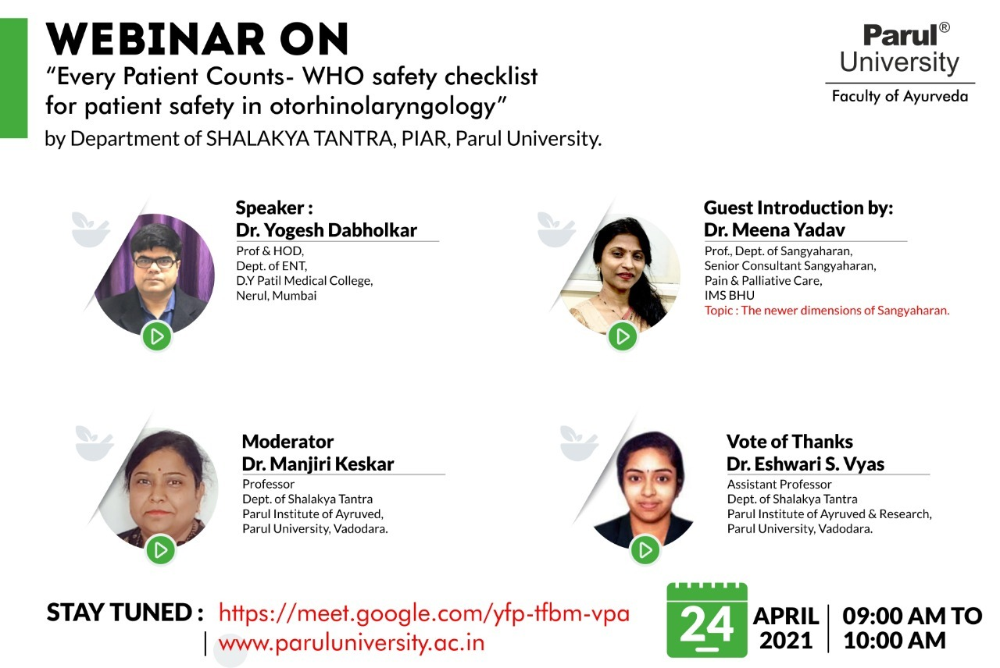 WEBINAR ON
“Every Patient Counts- WHO safety checklist
for patient safety in otorhinolaryngology”
by Department of SHALAKYA TANTRA, PIAR, Parul University.
Parul®
University
Faculty of Ayurveda
Speaker :
Dr. Yogesh Dabholkar
Prof & HOD,
Dept. of ENT,
D.Y Patil Medical College,
Nerul, Mumbai
Guest Introduction by:
Dr. Meena Yadav
Prof., Dept. of Sangyaharan,
Senior Consultant Sangyaharan,
Pain & Palliative Care,
IMS BHU
Topic : The newer dimensions of Sangyaharan.
Moderator
Dr. Manjiri Keskar
Professor
Dept. of Shalakya Tantra
Parul Institute of Ayruved,
Parul University, Vadodara.
Vote of Thanks
Dr. Eshwari S. Vyas
Assistant Professor
Dept. of Shalakya Tantra
Parul Institute of Ayruved & Research,
Parul University, Vadodara.
STAY TUNED : https://meet.google.com/yfp-tfbm-vpa
| www.paruluniversity.ac.in
24
APRIL
2021
09:00 AM TO
10:00 AM